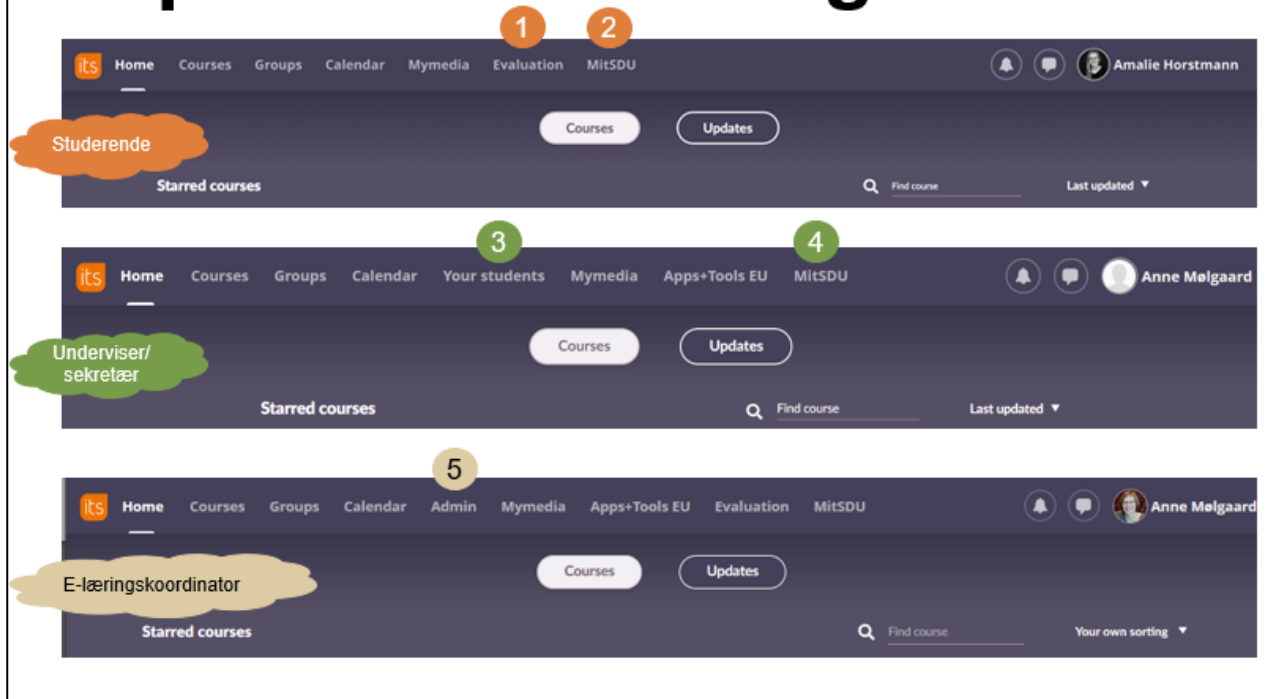 1 2
its Home Courses Groups Calendar Mymedia Evaluation MitSDU Amalie Horstmann
Courses Updates
Studerende
Starred courses Find course Last updated
3 4
its Home Courses Groups Calendar Your students Mymedia Apps+Tools EU MitSDU Anne Mølgaard
Courses Updates
Underviser/
sekretær
Starred courses Find course Last updated
5
its Home Courses Groups Calendar Admin Mymedia Apps+Tools EU Evaluation MitSDU Anne Mølgaard
Courses Updates
E-læringskoordinator
Starred courses Find course Your own sorting